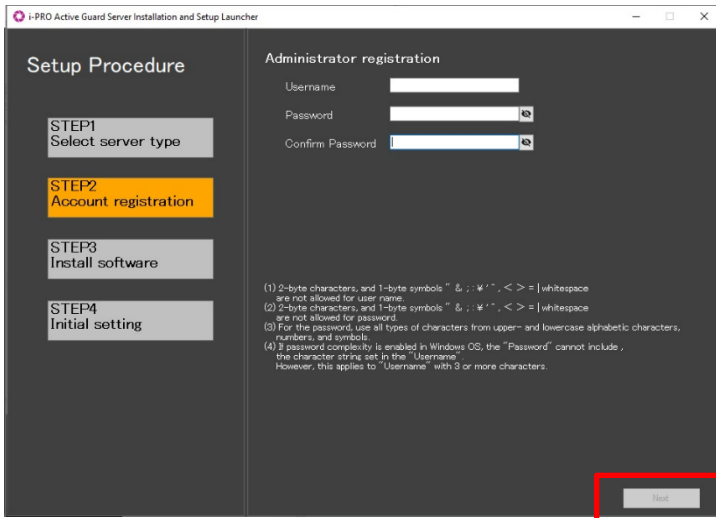 i-PRO Active Guard Server Installation and Setup Launcher
Setup Procedure
STEP1
Select server type
STEP2
Account registration
STEP3
Install software
STEP4
Initial setting
Administrator registration
Username
Password
Confirm Password
(1) 2-byte characters, and 1-byte symbols " & ; : ¥ ' ^ , < > = | whitespace
are not allowed for user name.
(2) 2-byte characters, and 1-byte symbols " & ; : ¥ ' ^ , < > = | whitespace
are not allowed for password.
(3) For the password, use all types of characters from upper- and lowercase alphabetic characters,
numbers, and symbols.
(4) If password complexity is enabled in Windows OS, the "Password" cannot include ,
the character string set in the "Username".
However, this applies to "Username" with 3 or more characters.
Next